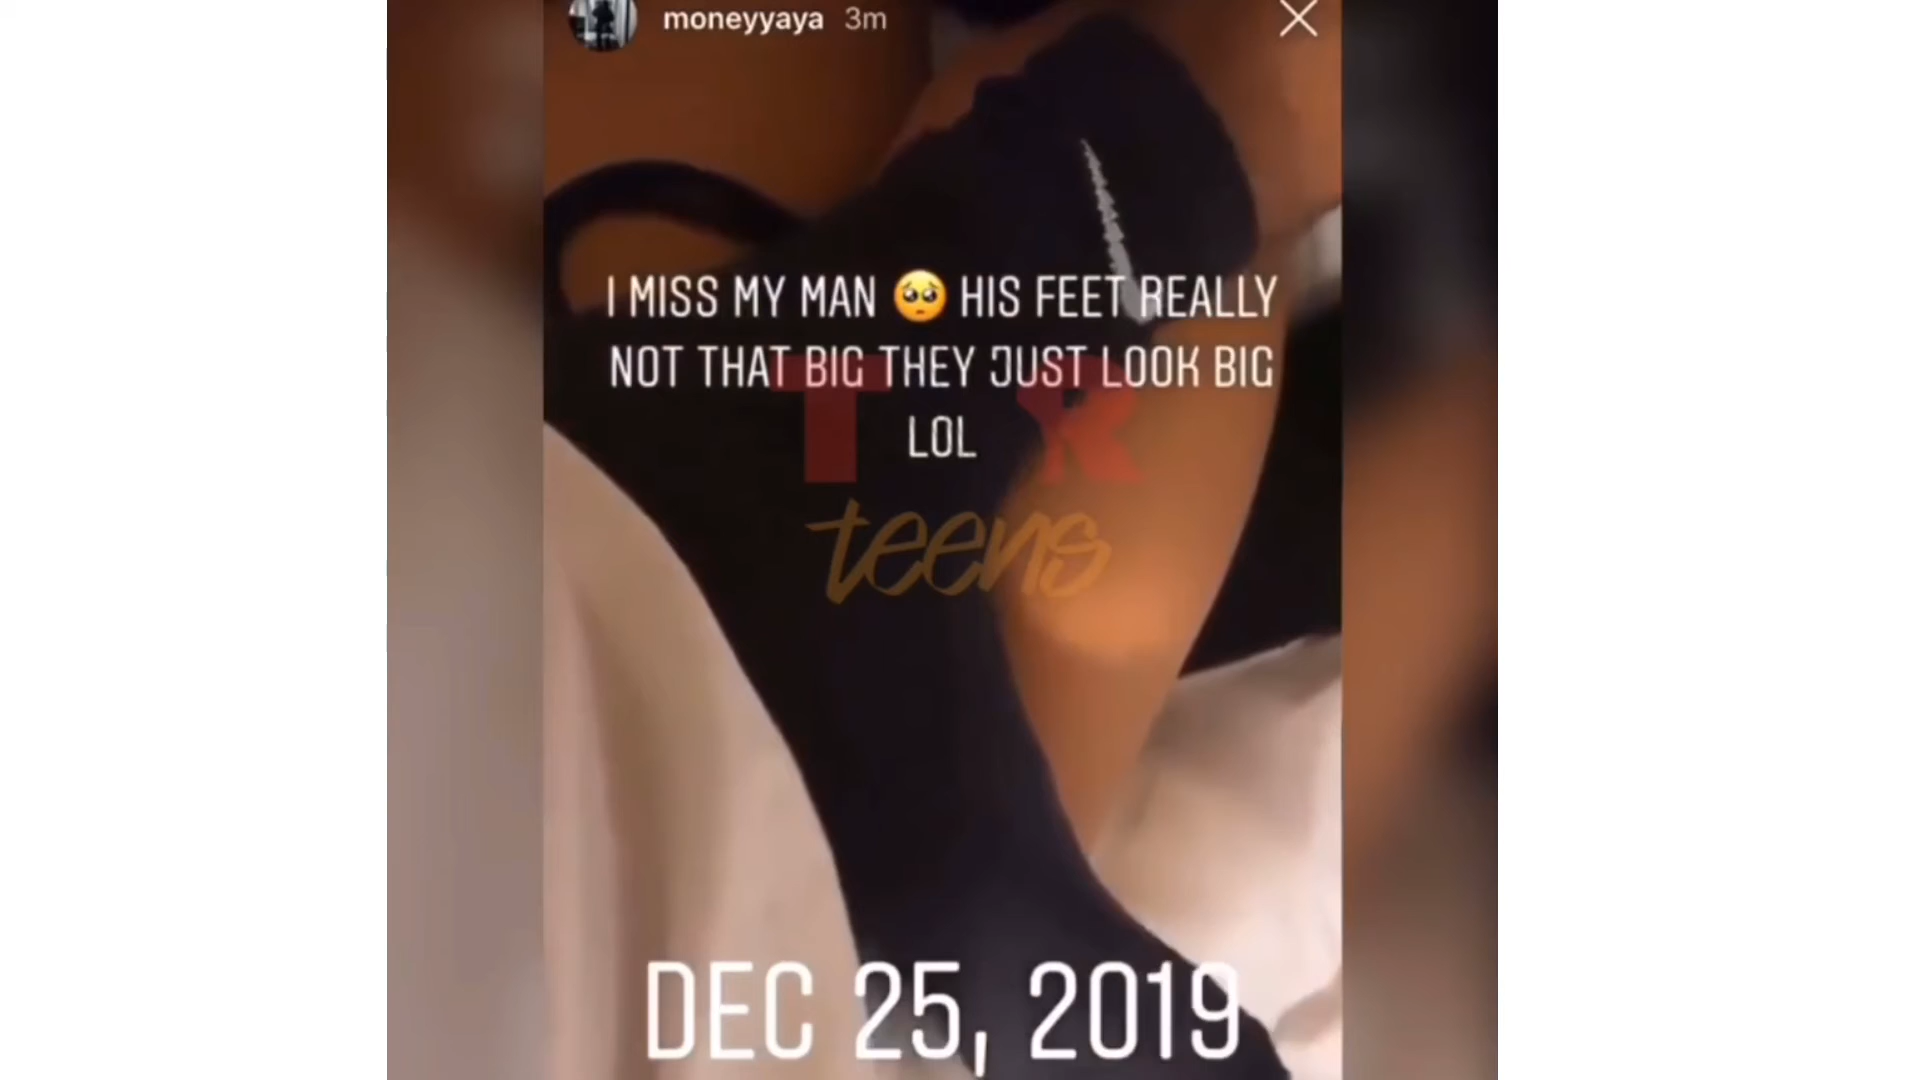 moneyyaya 3m
I MISS MY MAN 🥺 HIS FEET REALLY
NOT THAT BIG THEY JUST LOOK BIG
LOL
T R
teens
DEC 25, 2019